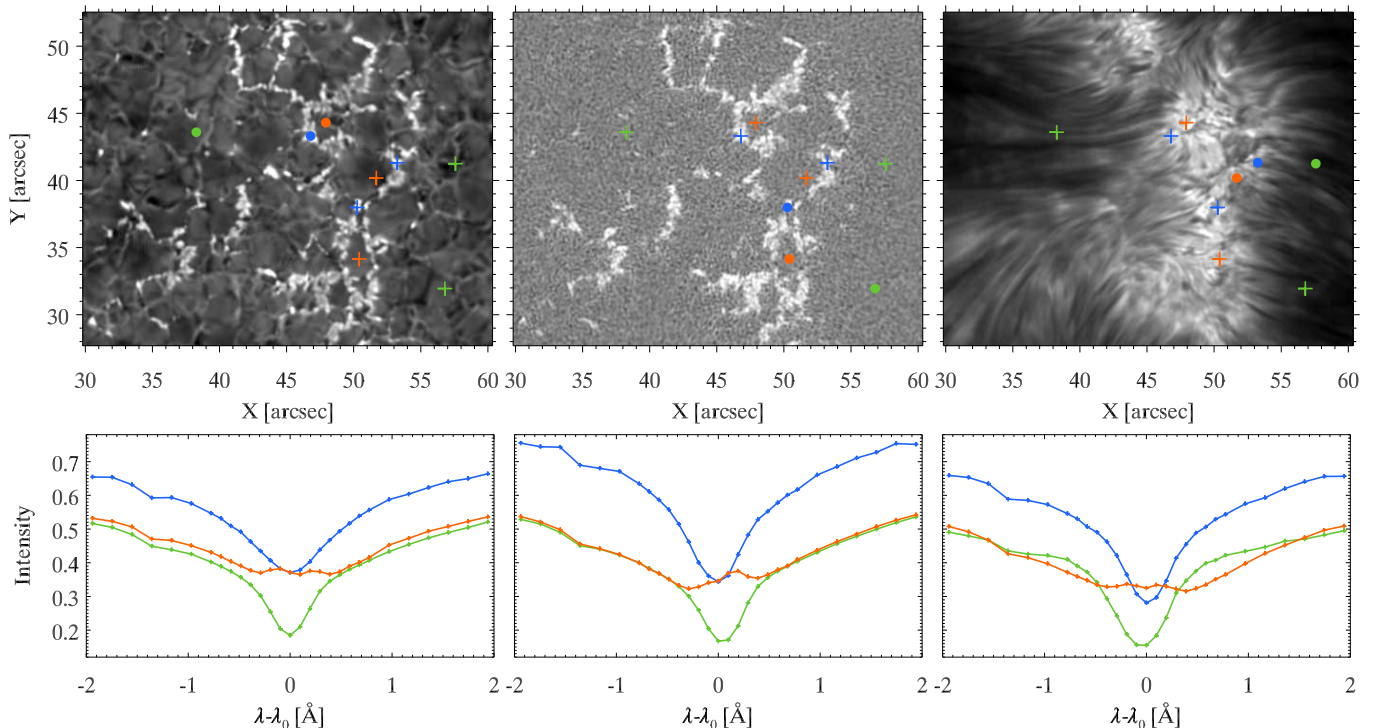 50
45
40
35
30
Y [arcsec]
30 35 40 45 50 55 60
30 40 45 50 55 60
30 40 45 50 55 60
X [arcsec]
X [arcsec]
X [arcsec]
0.7
0.6
0.5
0.4
0.3
0.2
Intensity
-2 -1 0 1 2
-2 -1 0 1 2
-2 -1 0 1 2
λ-λ0 [Å]
λ-λ0 [Å]
λ-λ0 [Å]